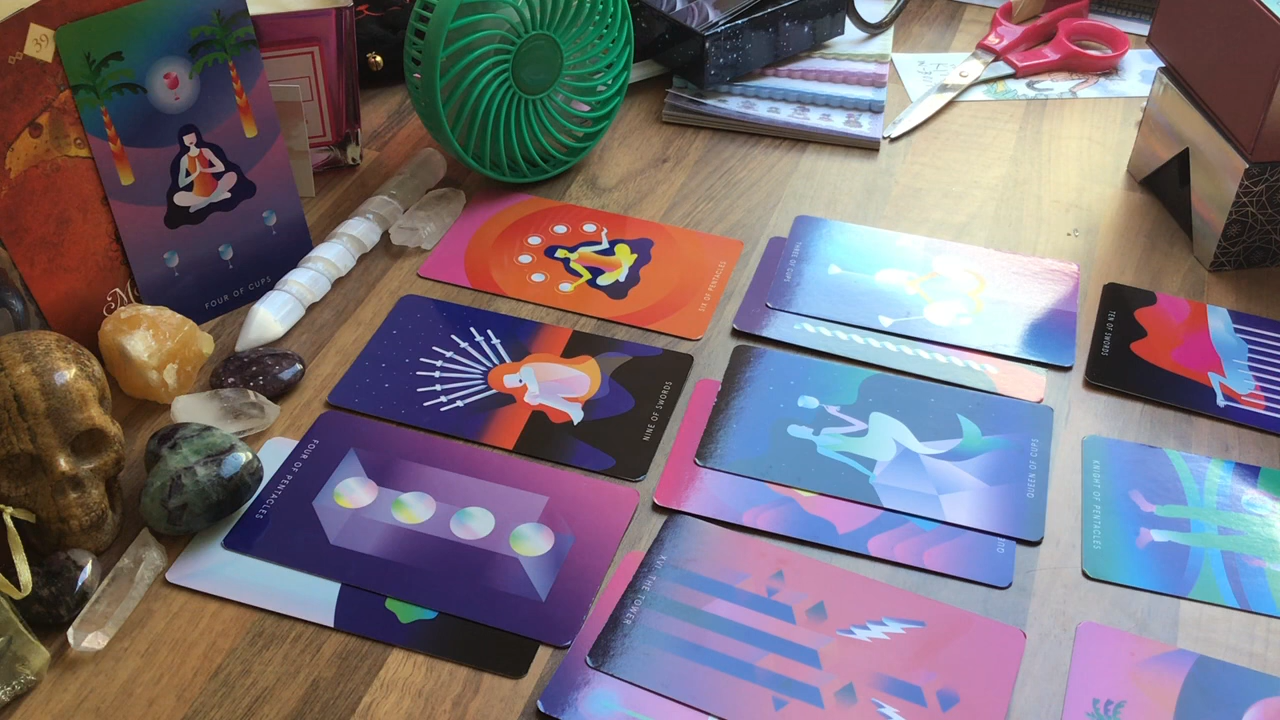 39
FOUR OF CUPS
SIX OF PENTACLES
THREE OF CUPS
TEN OF SWORDS
NINE OF SWORDS
QUEEN OF CUPS
FOUR OF PENTACLES
KNIGHT OF PENTACLES
XVI. THE TOWER